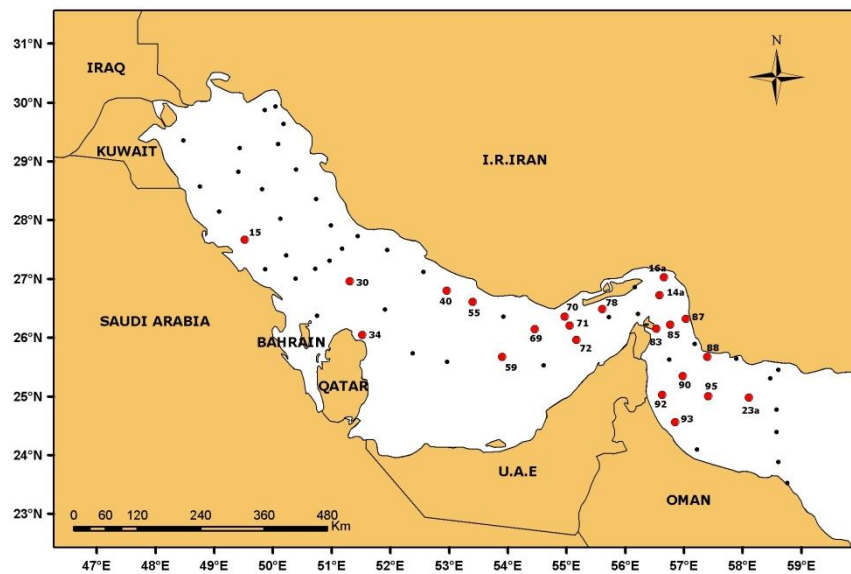 31°N
N
IRAQ
30°N
KUWAIT
29°N
I.R.IRAN
28°N
15
16a
27°N
30
40
14a
55
70
78
87
SAUDI ARABIA
71
26°N
BAHRAIN
34
69
72
83
85
88
59
QATAR
90
95
25°N
92
23a
93
24°N
U.A.E
OMAN
23°N
0 60 120 240 360 480
Km
47°E 48°E 49°E 50°E 51°E 52°E 53°E 54°E 55°E 56°E 57°E 58°E 59°E